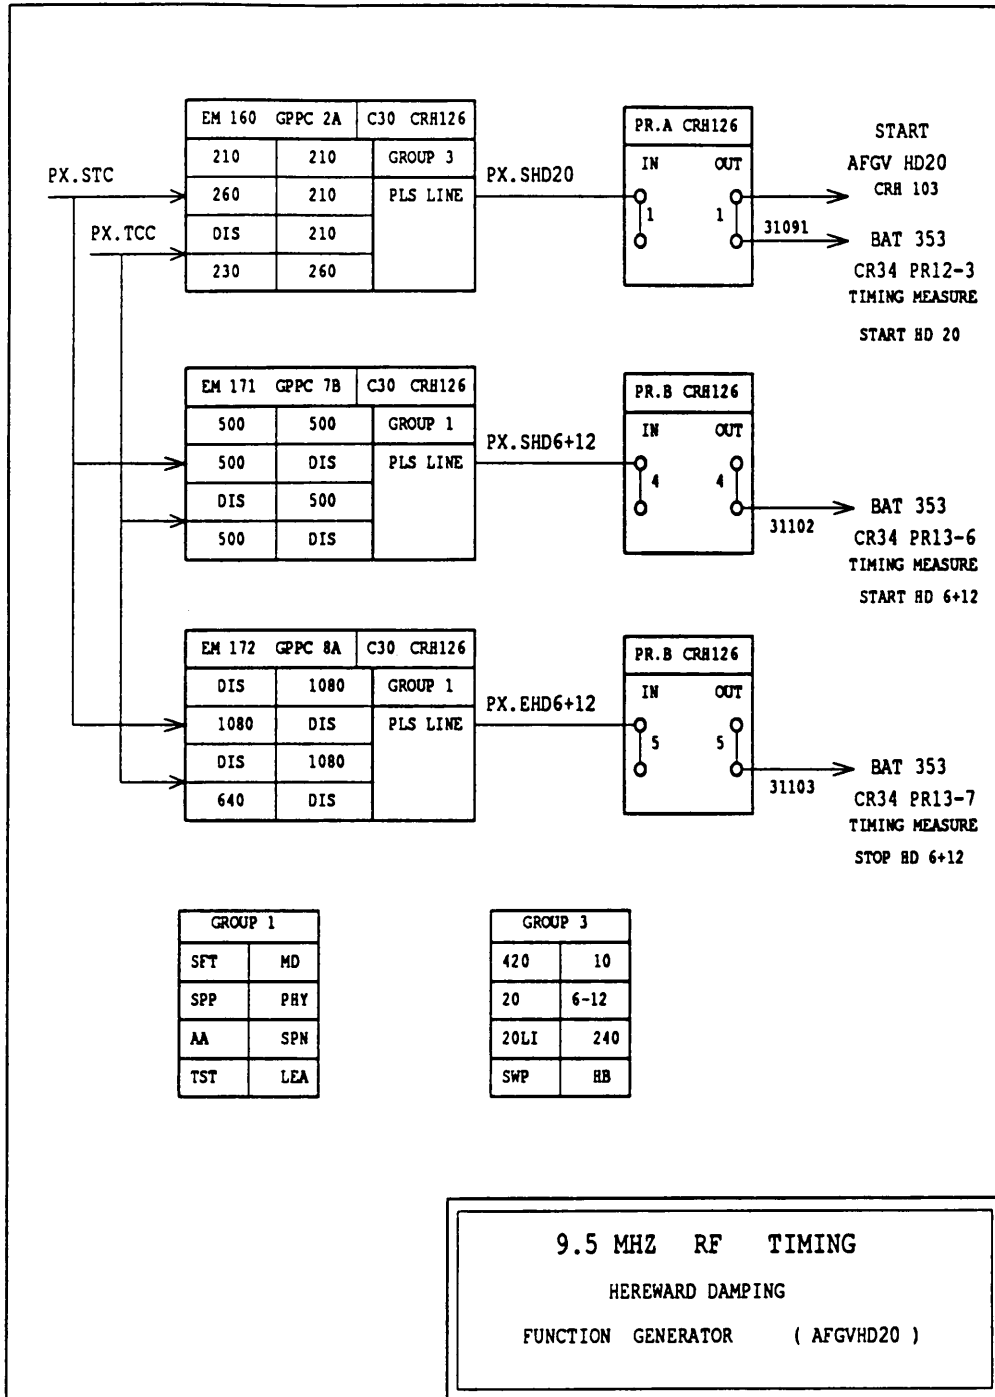 EM 160 GPPC 2A C30 CRH126
210 210 GROUP 3
260 210 PLS LINE
DIS 210
230 260
PX.STC
PX.TCC
PX.SHD20
PR.A CRH126
IN OUT
1 1
31091
START
AFGV HD20
CRH 103
BAT 353
CR34 PR12-3
TIMING MEASURE
START HD 20
EM 171 GPPC 7B C30 CRH126
500 500 GROUP 1
500 DIS PLS LINE
DIS 500
500 DIS
PX.SHD6+12
PR.B CRH126
IN OUT
4 4
31102
BAT 353
CR34 PR13-6
TIMING MEASURE
START HD 6+12
EM 172 GPPC 8A C30 CRH126
DIS 1080 GROUP 1
1080 DIS PLS LINE
DIS 1080
640 DIS
PX.EHD6+12
PR.B CRH126
IN OUT
5 5
31103
BAT 353
CR34 PR13-7
TIMING MEASURE
STOP HD 6+12
GROUP 1
SFT MD
SPP PHY
AA SPN
TST LEA
GROUP 3
420 10
20 6-12
20LI 240
SWP HB
9.5 MHZ RF TIMING
HEREWARD DAMPING
FUNCTION GENERATOR ( AFGVHD20 )